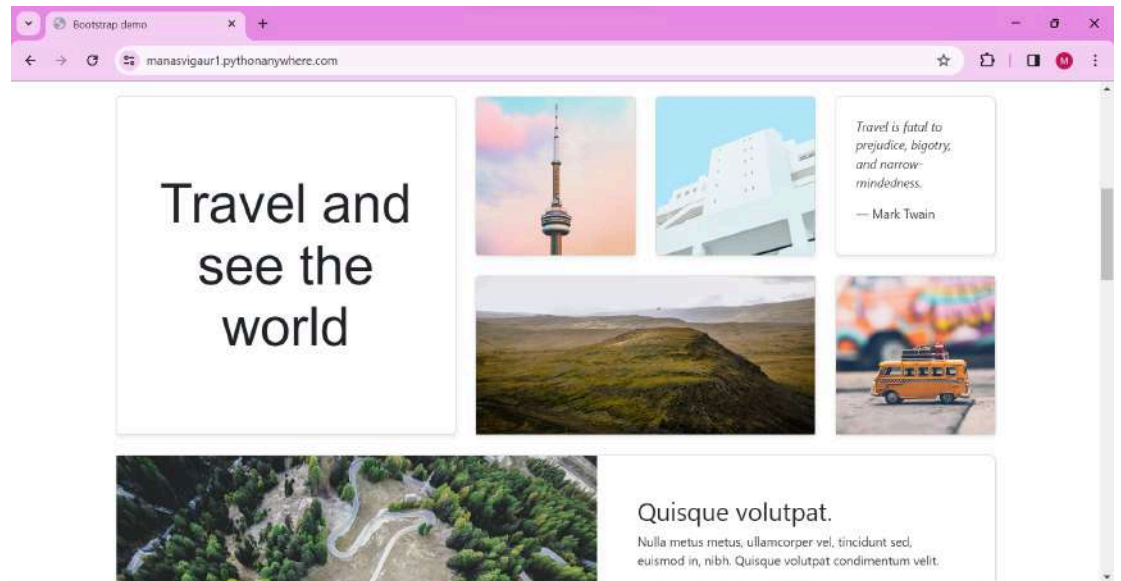 Bootstrap demo
manasvigaur1.pythonanywhere.com
M
Travel and
see the
world
Travel is fatal to
prejudice, bigotry,
and narrow-
mindedness.
— Mark Twain
Quisque volutpat.
Nulla metus metus, ullamcorper vel, tincidunt sed,
euismod in, nibh. Quisque volutpat condimentum velit.